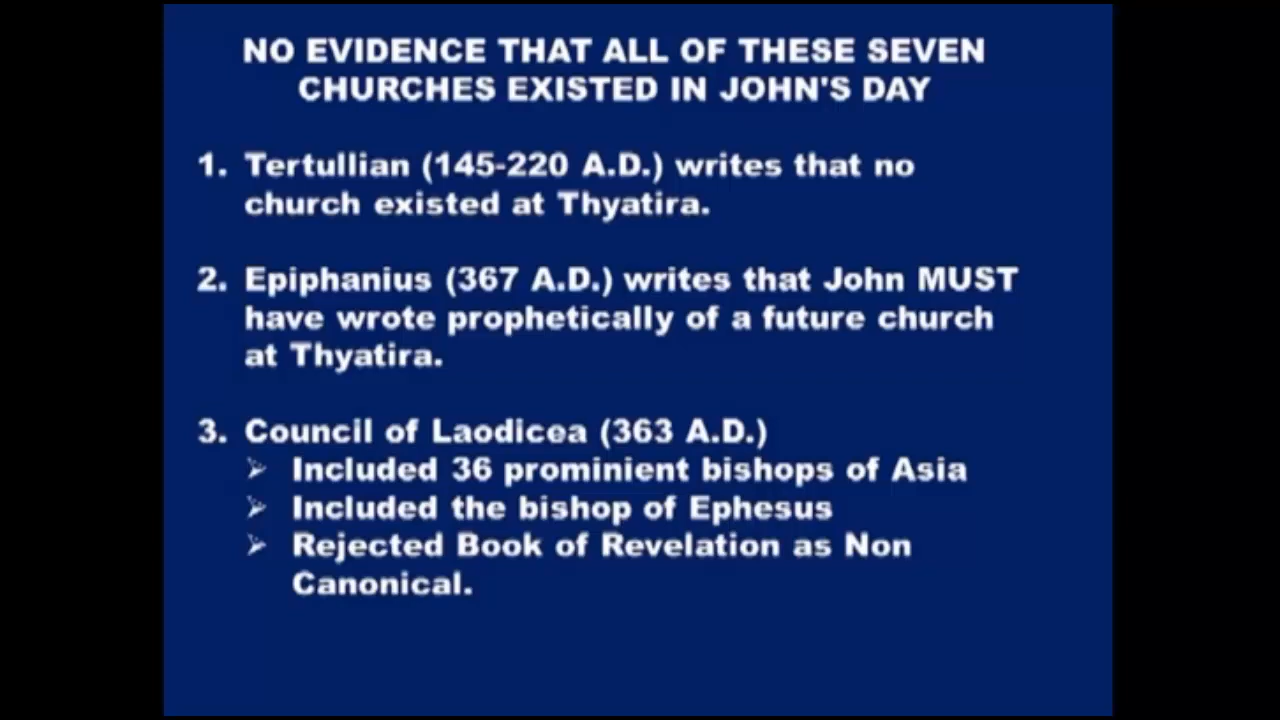 NO EVIDENCE THAT ALL OF THESE SEVEN
CHURCHES EXISTED IN JOHN'S DAY
1. Tertullian (145-220 A.D.) writes that no
church existed at Thyatira.
2. Epiphanius (367 A.D.) writes that John MUST
have wrote prophetically of a future church
at Thyatira.
3. Council of Laodicea (363 A.D.)
Included 36 prominient bishops of Asia
Included the bishop of Ephesus
Rejected Book of Revelation as Non
Canonical.